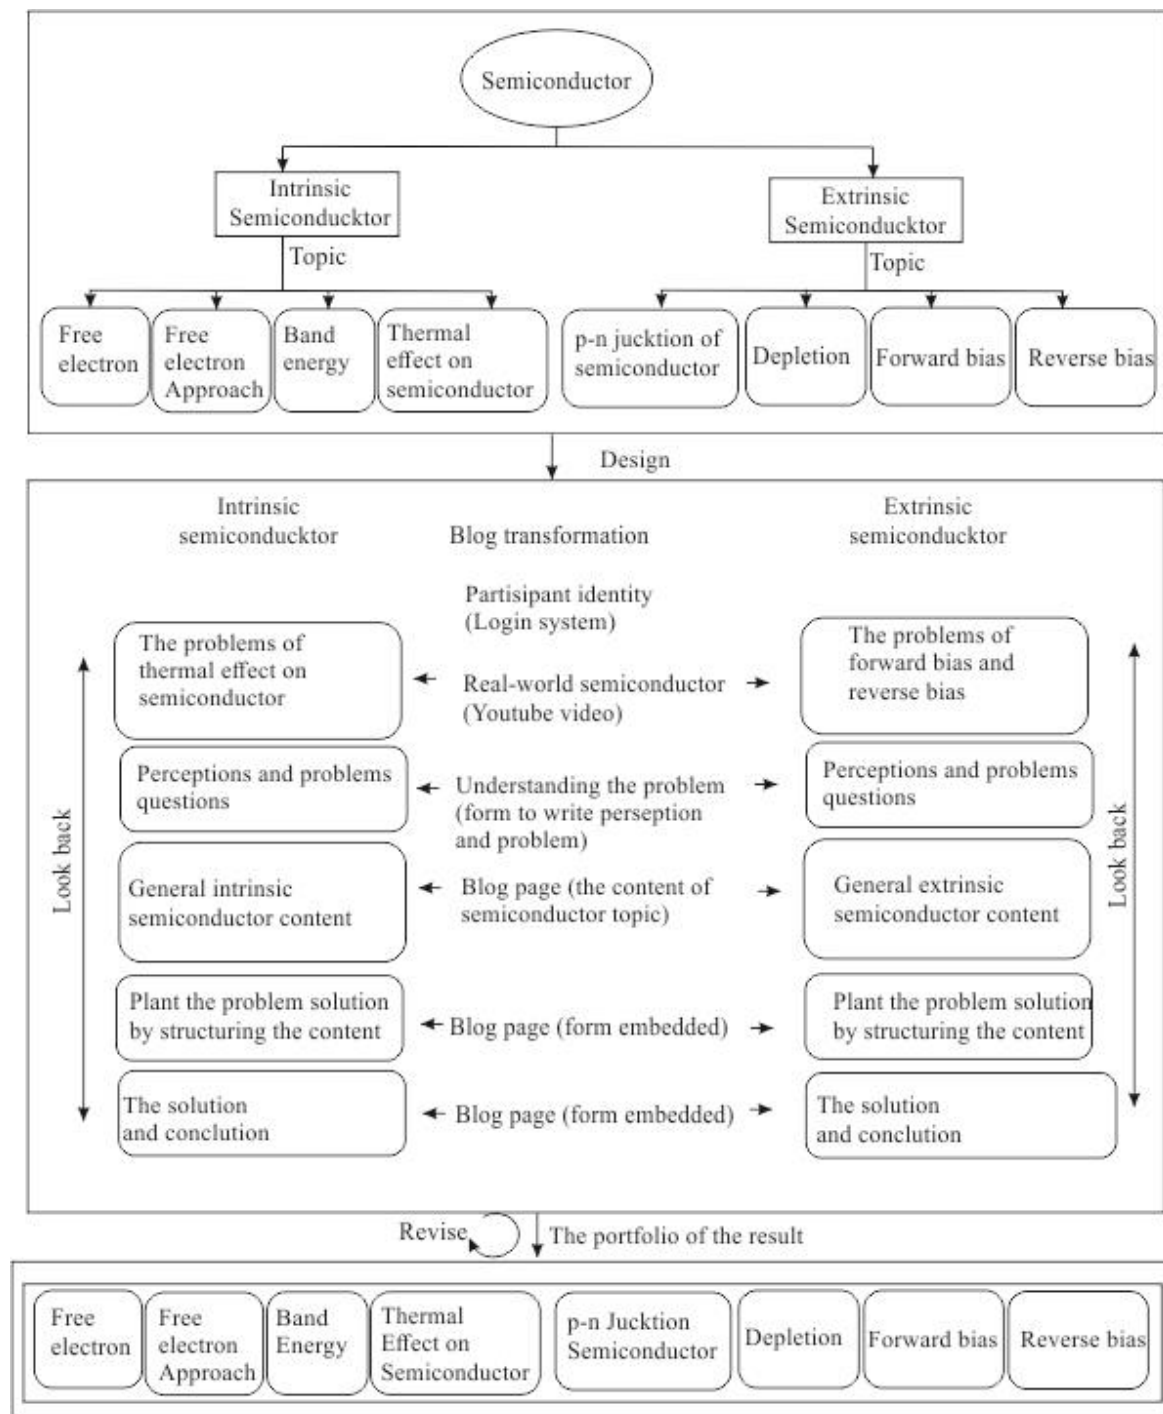 Semiconductor
Intrinsic
Semiconducktor
Extrinsic
Semiconducktor
Topic
Topic
Free
electron
Free
electron
Approach
Band
energy
Thermal
effect on
semiconductor
p-n jucktion of
semiconductor
Depletion
Forward bias
Reverse bias
Design
Intrinsic
semiconducktor
Blog transformation
Extrinsic
semiconducktor
Partisipant identity
(Login system)
The problems of
thermal effect on
semiconductor
Real-world semiconductor
(Youtube video)
The problems of
forward bias and
reverse bias
Perceptions and problems
questions
Understanding the problem
(form to write perseption
and problem)
Perceptions and problems
questions
Look back
General intrinsic
semiconductor content
Blog page (the content of
semiconductor topic)
General extrinsic
semiconductor content
Look back
Plant the problem solution
by structuring the content
Blog page (form embedded)
Plant the problem solution
by structuring the content
The solution
and conclution
Blog page (form embedded)
The solution
and conclution
Revise
The portfolio of the result
Free
electron
Free
electron
Approach
Band
Energy
Thermal
Effect on
Semiconductor
p-n Jucktion
Semiconductor
Depletion
Forward bias
Reverse bias